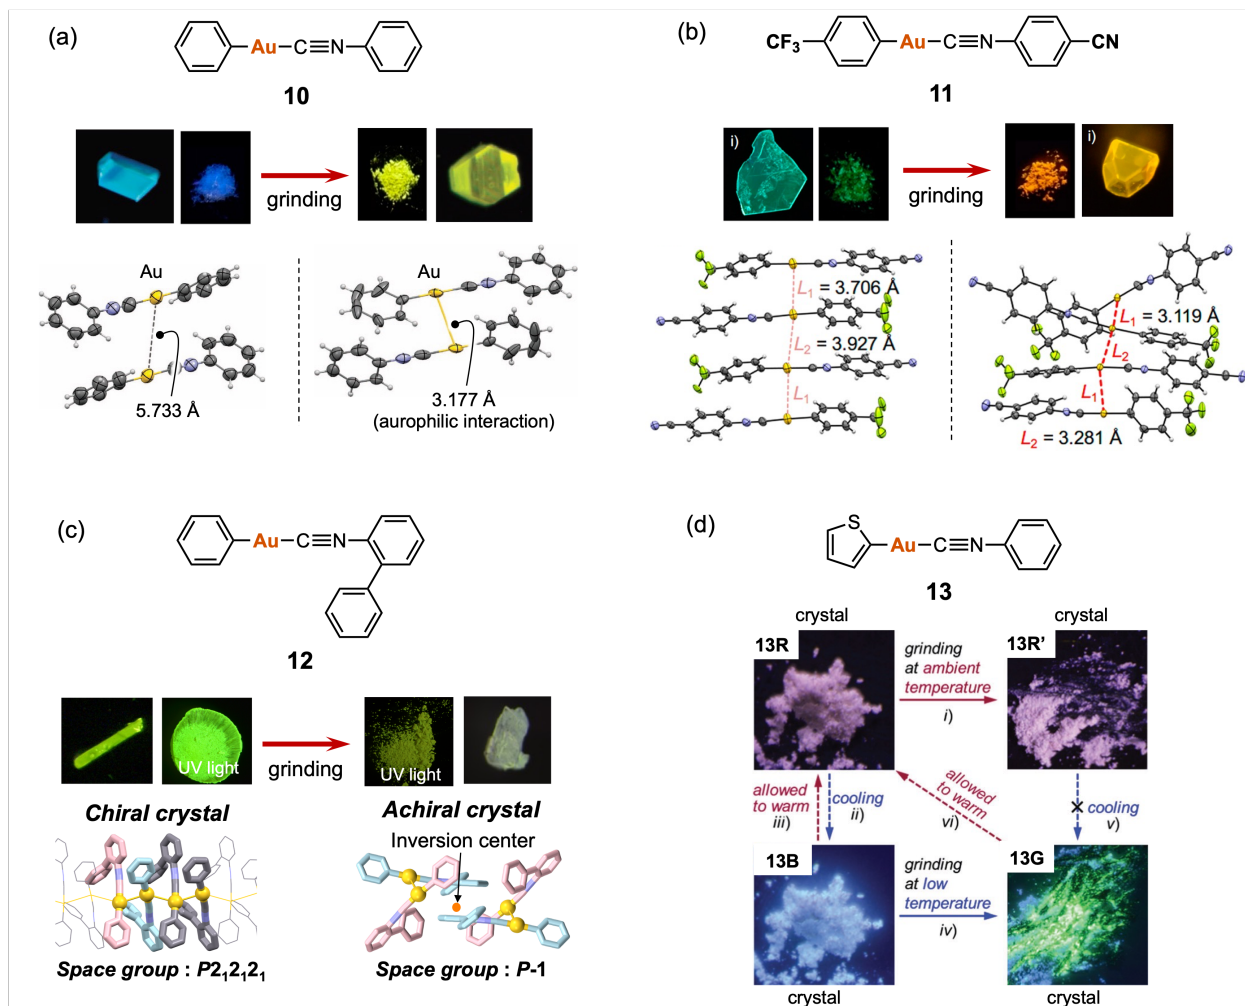 (a)
Au—C≡N
10
grinding
Au
5.733 Å
Au
3.177 Å
(aurophilic interaction)
(b)
CF3
Au—C≡N
CN
11
i)
grinding
i)
L1 = 3.706 Å
L2 = 3.927 Å
L1
L1 = 3.119 Å
L2
L1
L2 = 3.281 Å
(c)
Au—C≡N
12
UV light
grinding
UV light
Chiral crystal
Achiral crystal
Inversion center
Space group : P212121
Space group : P-1
(d)
S
Au—C≡N
13
crystal
crystal
13R
grinding
at ambient
temperature
i)
13R’
allowed
to warm
iii)
cooling
ii)
allowed
to warm
vi)
cooling
v)
13B
grinding
at low
temperature
iv)
13G
crystal
crystal